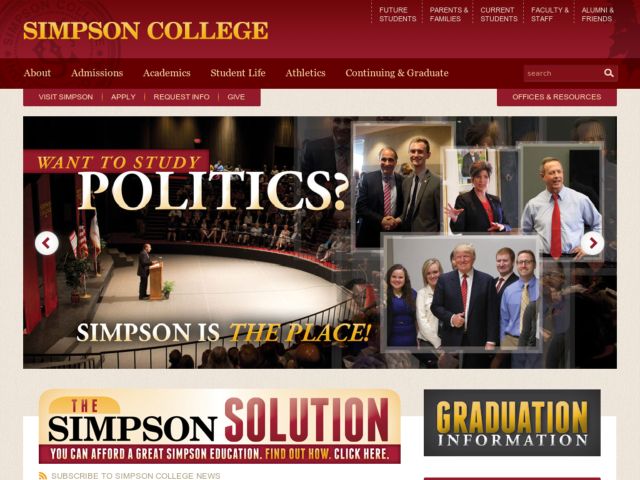 SIMPSON COLLEGE
FUTURE STUDENTS
PARENTS & FAMILIES
CURRENT STUDENTS
FACULTY & STAFF
ALUMNI & FRIENDS
About Admissions Academics Student Life Athletics Continuing & Graduate search
VISIT SIMPSON APPLY REQUEST INFO GIVE OFFICES & RESOURCES
WANT TO STUDY
POLITICS?
SIMPSON IS THE PLACE!
THE
SIMPSON SOLUTION
YOU CAN AFFORD A GREAT SIMPSON EDUCATION. FIND OUT HOW. CLICK HERE.
GRADUATION
INFORMATION
SUBSCRIBE TO SIMPSON COLLEGE NEWS